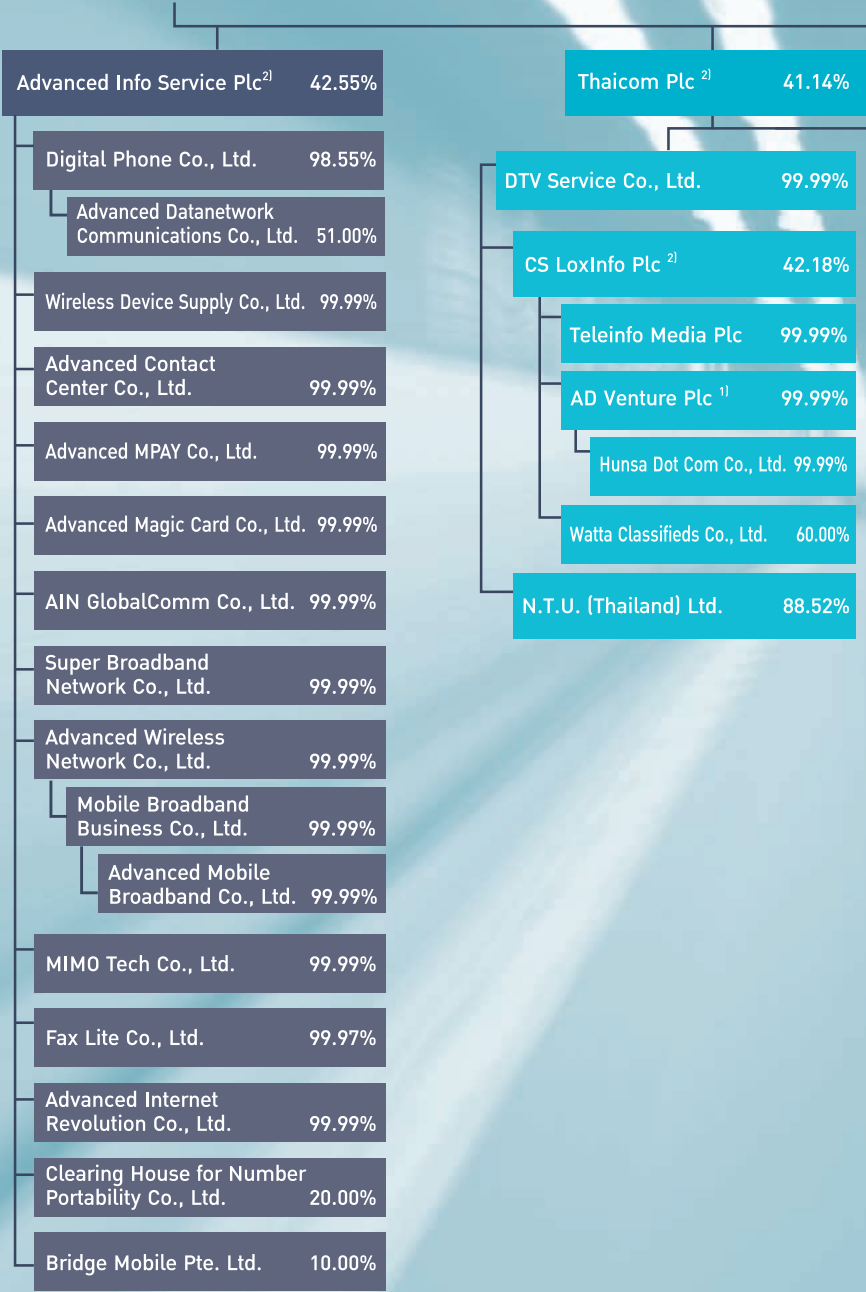 Advanced Info Service Plc2) 42.55%
Digital Phone Co., Ltd. 98.55%
Advanced Datanetwork
Communications Co., Ltd. 51.00%
Wireless Device Supply Co., Ltd. 99.99%
Advanced Contact
Center Co., Ltd. 99.99%
Advanced MPAY Co., Ltd. 99.99%
Advanced Magic Card Co., Ltd. 99.99%
AIN GlobalComm Co., Ltd. 99.99%
Super Broadband
Network Co., Ltd. 99.99%
Advanced Wireless
Network Co., Ltd. 99.99%
Mobile Broadband
Business Co., Ltd. 99.99%
Advanced Mobile
Broadband Co., Ltd. 99.99%
MIMO Tech Co., Ltd. 99.99%
Fax Lite Co., Ltd. 99.97%
Advanced Internet
Revolution Co., Ltd. 99.99%
Clearing House for Number
Portability Co., Ltd. 20.00%
Bridge Mobile Pte. Ltd. 10.00%
Thaicom Plc 2) 41.14%
DTV Service Co., Ltd. 99.99%
CS LoxInfo Plc 2) 42.18%
Teleinfo Media Plc 99.99%
AD Venture Plc 1) 99.99%
Hunsa Dot Com Co., Ltd. 99.99%
Watta Classifieds Co., Ltd. 60.00%
N.T.U. (Thailand) Ltd. 88.52%